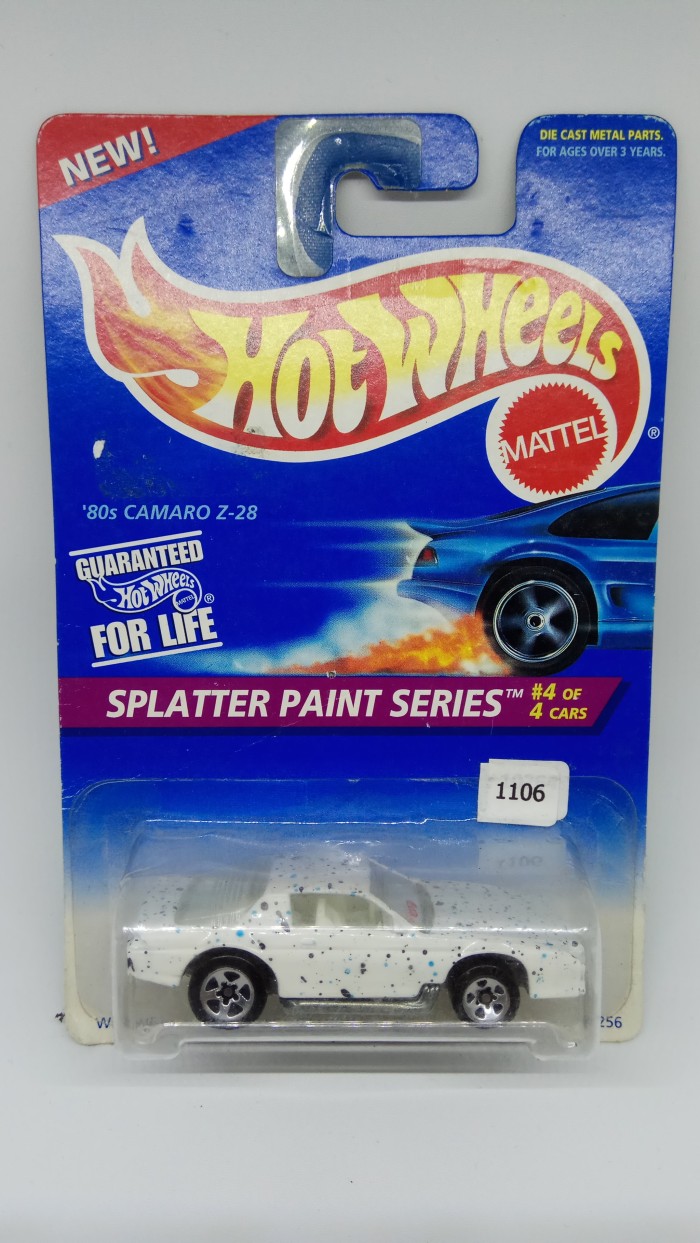 NEW!
DIE CAST METAL PARTS.
FOR AGES OVER 3 YEARS.
HOT WHEELS
MATTEL
®
'80s CAMARO Z-28
GUARANTEED
HOT WHEELS
MATTEL ®
FOR LIFE
SPLATTER PAINT SERIES™ #4 OF
4 CARS
1106
256